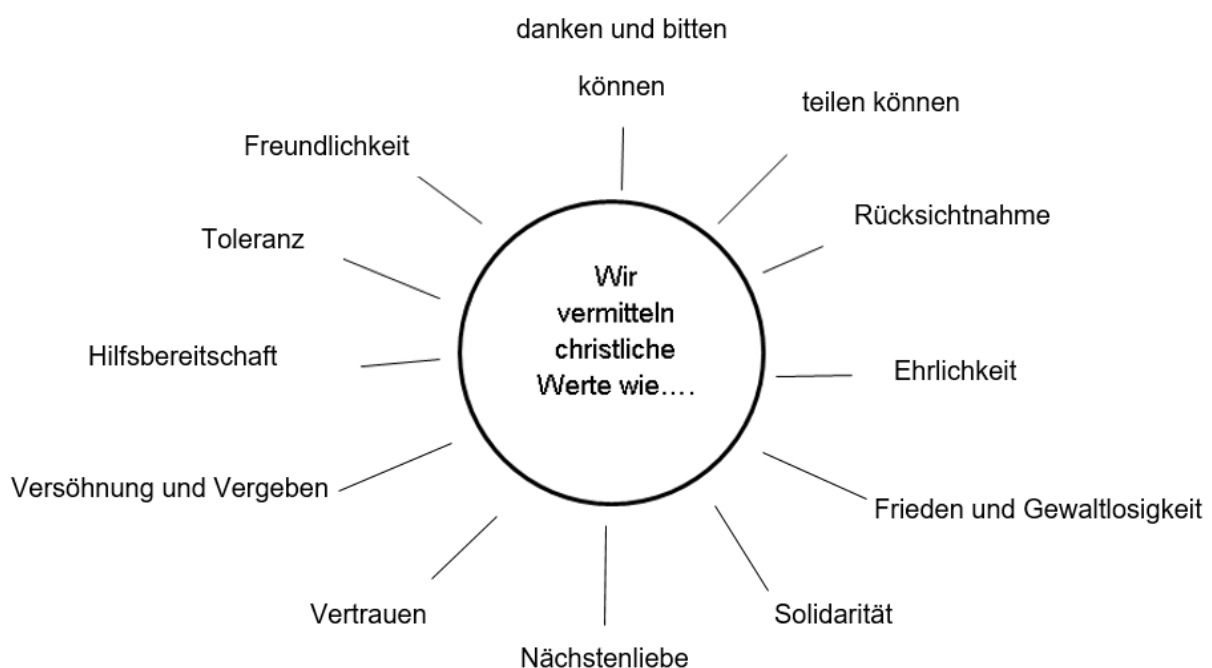 danken und bitten
können
teilen können
Freundlichkeit
Rücksichtnahme
Toleranz
Wir
vermitteln
christliche
Werte wie....
Hilfsbereitschaft
Ehrlichkeit
Versöhnung und Vergeben
Frieden und Gewaltlosigkeit
Vertrauen
Solidarität
Nächstenliebe